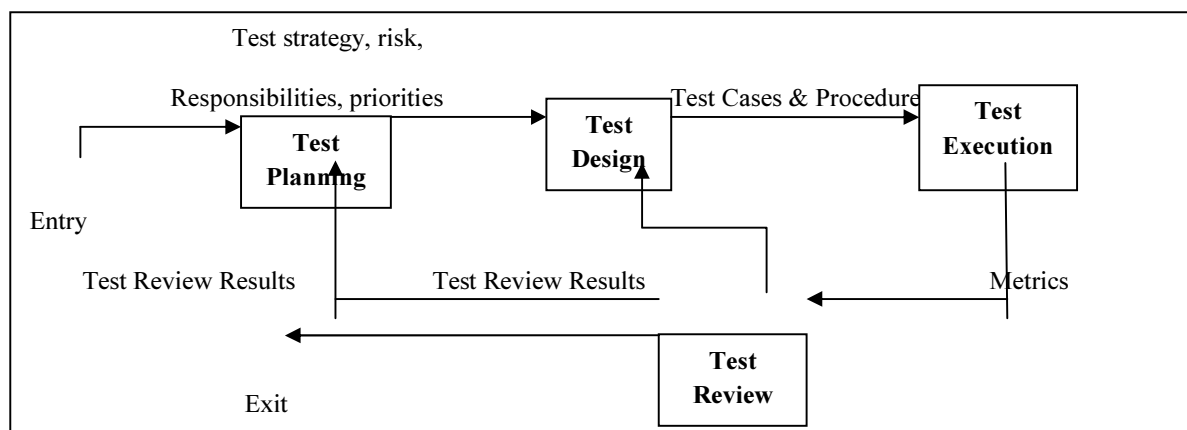 Test strategy, risk,
Responsibilities, priorities
Test Cases & Procedure
Test
Planning
Test
Design
Test
Execution
Entry
Test Review Results
Test Review Results
Metrics
Test
Review
Exit